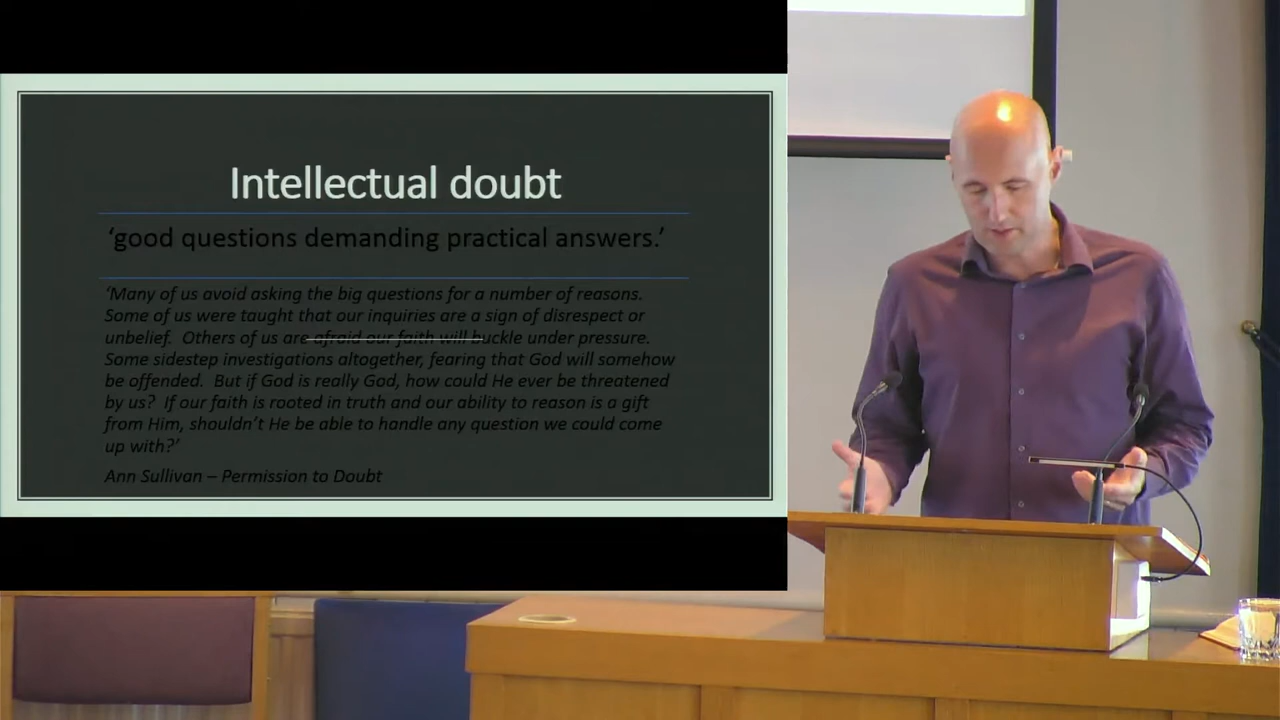 Intellectual doubt
‘good questions demanding practical answers.’
‘Many of us avoid asking the big questions for a number of reasons.
Some of us were taught that our inquiries are a sign of disrespect or
unbelief.  Others of us are afraid our faith will buckle under pressure.
Some sidestep investigations altogether, fearing that God will somehow
be offended.  But if God is really God, how could He ever be threatened
by us?  If our faith is rooted in truth and our ability to reason is a gift
from Him, shouldn’t He be able to handle any question we could come
up with?’
Ann Sullivan – Permission to Doubt